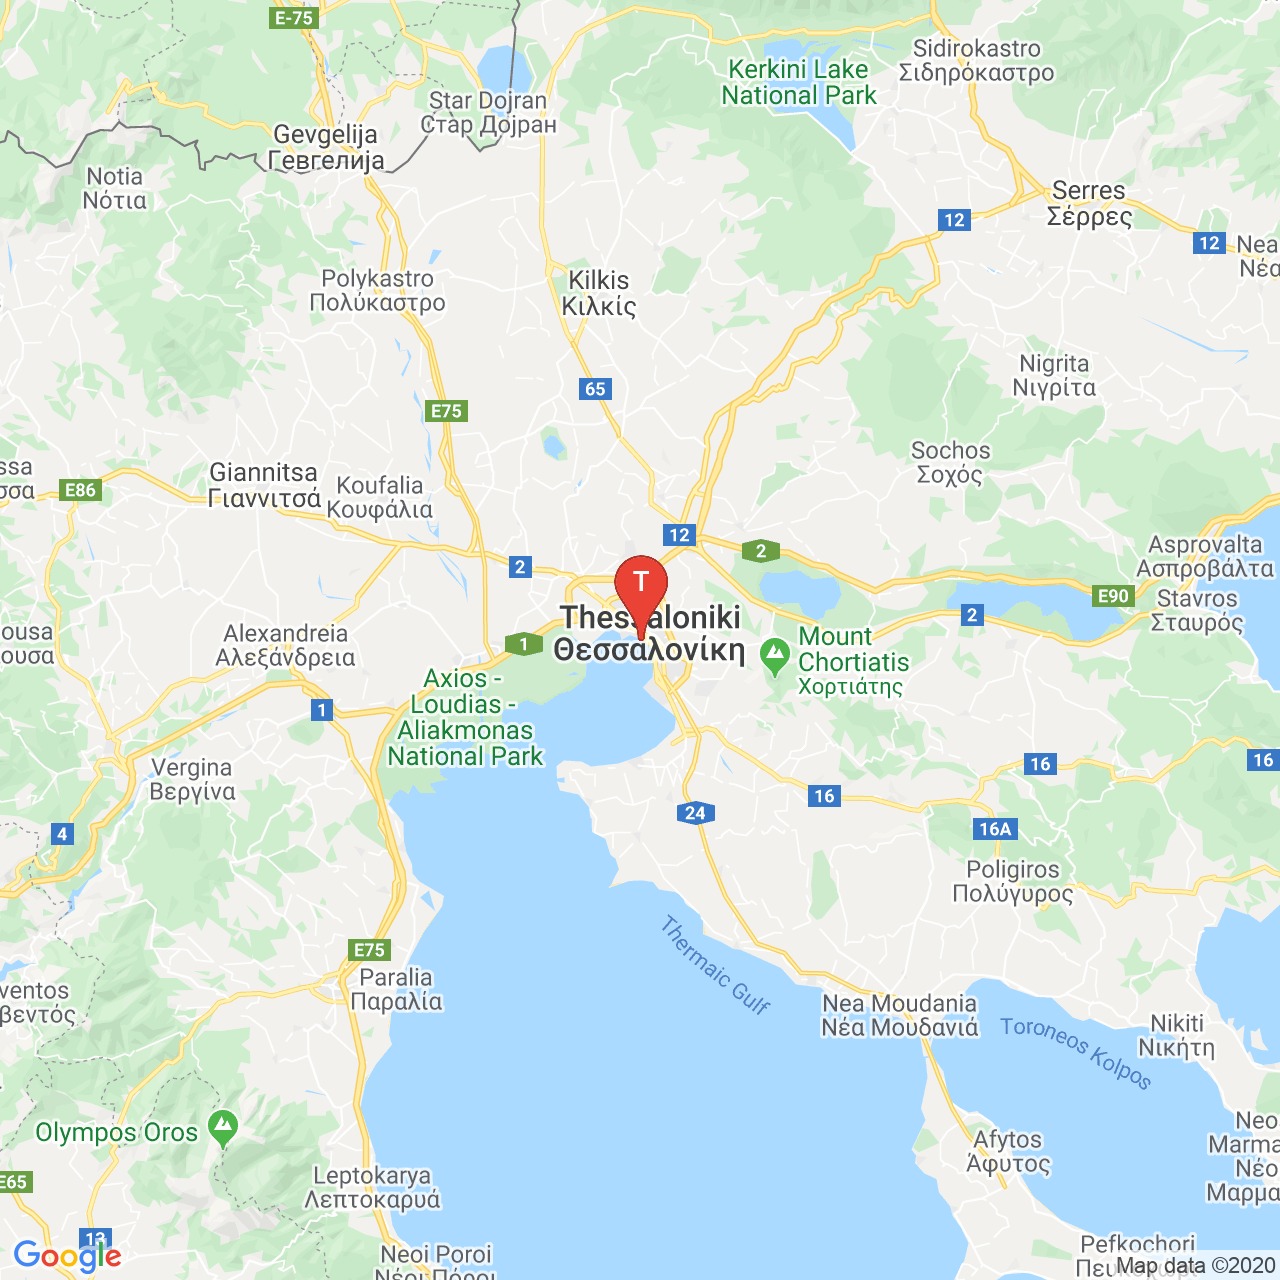 E-75
Sidirokastro
Σιδηρόκαστρο
Kerkini Lake
National Park
Star Dojran
Стар Дојран
Gevgelija
Гевгелија
Notia
Νότια
Serres
Σέρρες
12
12
Nea
Νέα
Polykastro
Πολύκαστρο
Kilkis
Κιλκίς
65
Nigrita
Νιγρίτα
E75
Sochos
Σοχός
ssa
σσα
E86
Giannitsa
Γιαννιτσά
Koufalia
Κουφάλια
12
2
2
Asprovalta
Ασπροβάλτα
E90
Stavros
Σταυρός
2
T
Thessaloniki
Θεσσαλονίκη
ousa
ουσα
Alexandreia
Αλεξάνδρεια
1
Mount
Chortiatis
Χορτιάτης
Axios -
Loudias -
Aliakmonas
National Park
1
Vergina
Βεργίνα
16
16
16
24
16A
4
Poligiros
Πολύγυρος
Thermaic Gulf
E75
Paralia
Παραλία
ventos
βεντός
Nea Moudania
Νέα Μουδανιά
Toroneos Kolpos
Nikiti
Νικήτη
Olympos Oros
Afytos
Άφυτος
Neo
Marma
Νέο
Μαρμα
E65
Leptokarya
Λεπτοκαρυά
13
Google
Neoi Poroi
Νέοι Πόροι
Pefkochori
Map data ©2020